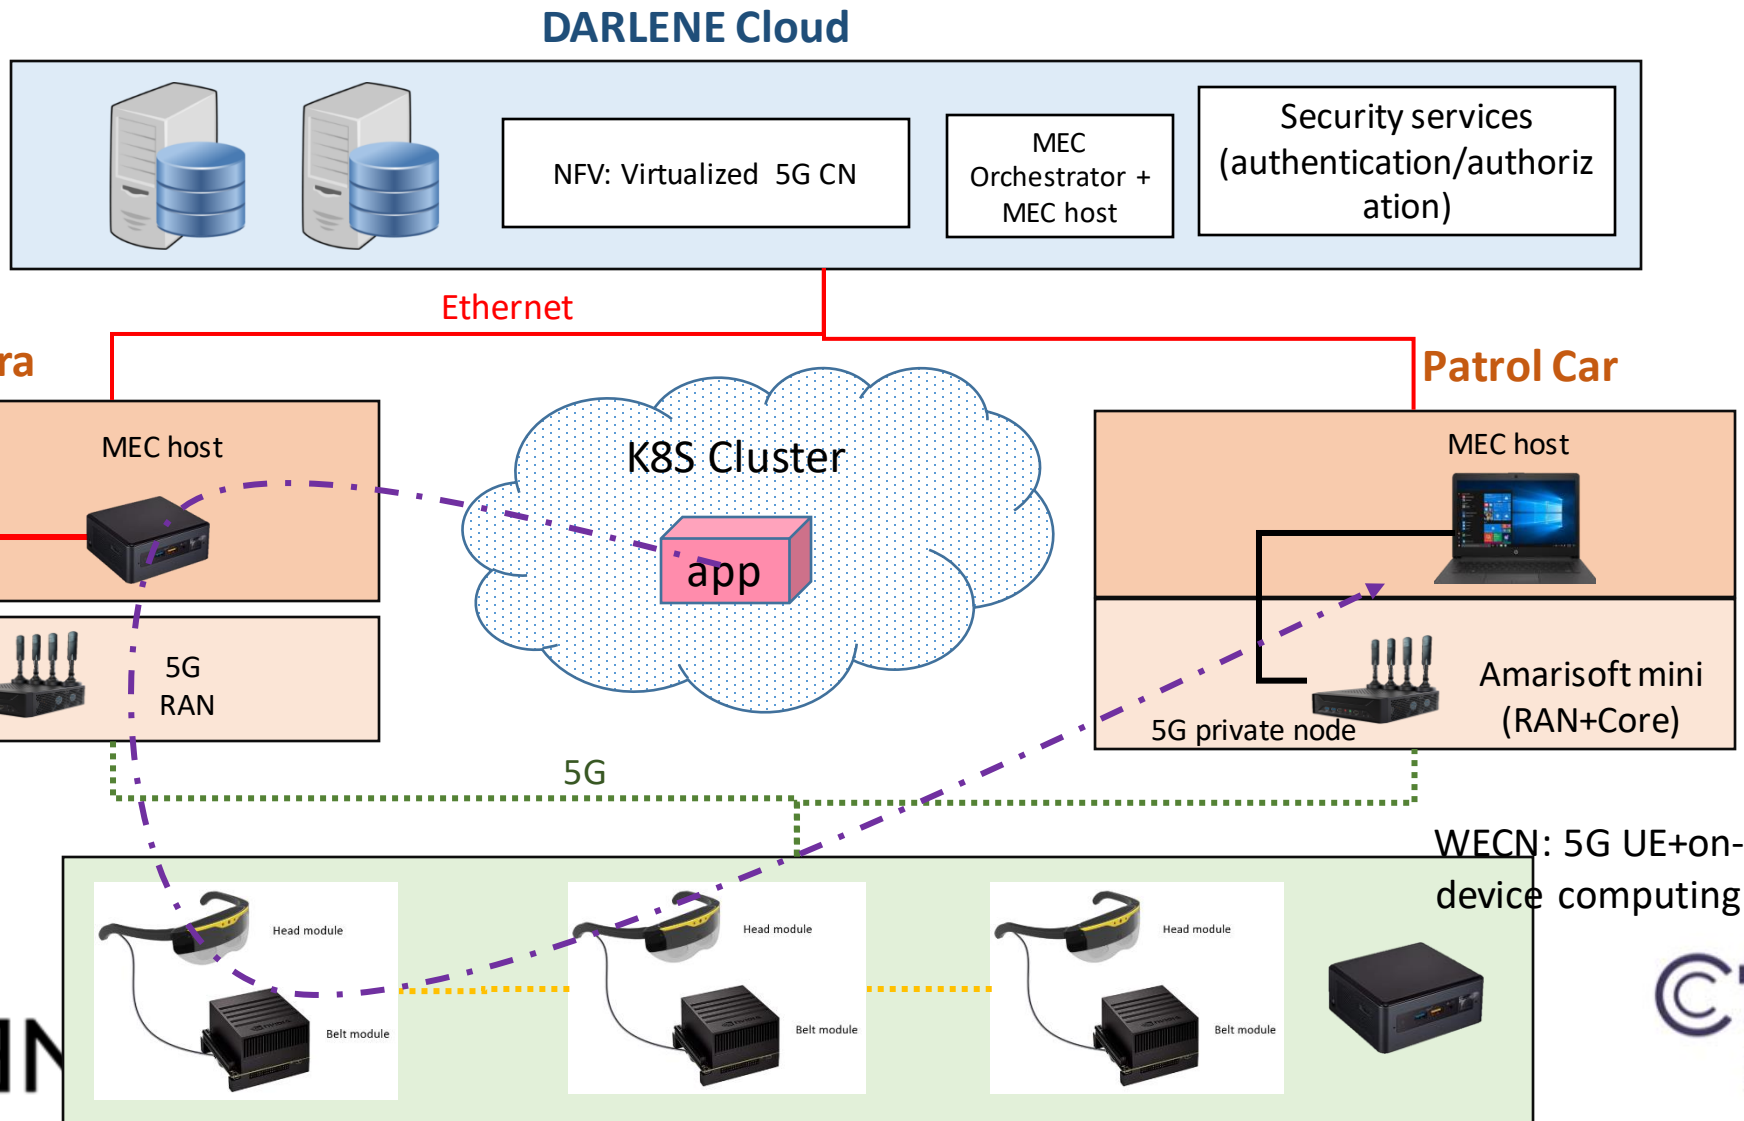 DARLENE Cloud
NFV: Virtualized 5G CN
MEC
Orchestrator +
MEC host
Security services
(authentication/authoriz
ation)
Ethernet
ra
Patrol Car
MEC host
K8S Cluster
MEC host
app
5G
RAN
Amarisoft mini
(RAN+Core)
5G private node
5G
WECN: 5G UE+on-
device computing
Head module
Head module
Head module
Belt module
Belt module
Belt module